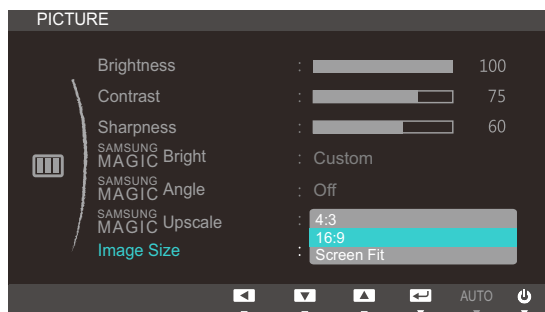 PICTURE
Brightness : 100
Contrast : 75
Sharpness : 60
SAMSUNG
MAGIC Bright : Custom
SAMSUNG
MAGIC Angle : Off
SAMSUNG
MAGIC Upscale : 4:3
16:9
Image Size : Screen Fit
AUTO